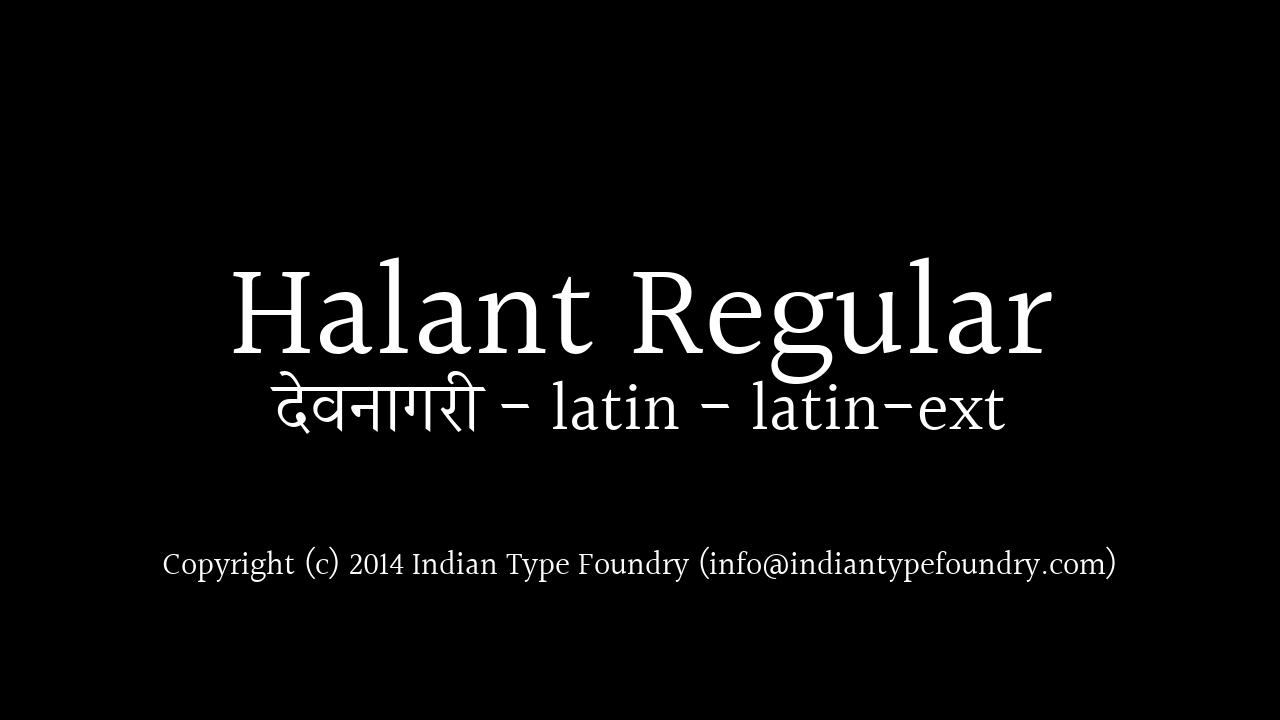 Halant Regular
देवनागरी - latin - latin-ext
Copyright (c) 2014 Indian Type Foundry (info@indiantypefoundry.com)